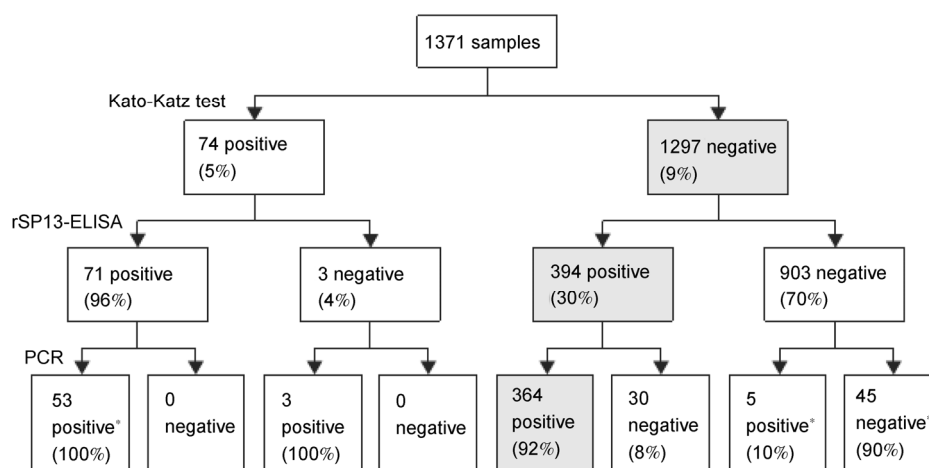 1371 samples
Kato-Katz test
74 positive
(5%)
1297 negative
(9%)
rSP13-ELISA
71 positive
(96%)
3 negative
(4%)
394 positive
(30%)
903 negative
(70%)
PCR
53
positive*
(100%)
0
negative
3
positive
(100%)
0
negative
364
positive
(92%)
30
negative
(8%)
5
positive*
(10%)
45
negative*
(90%)